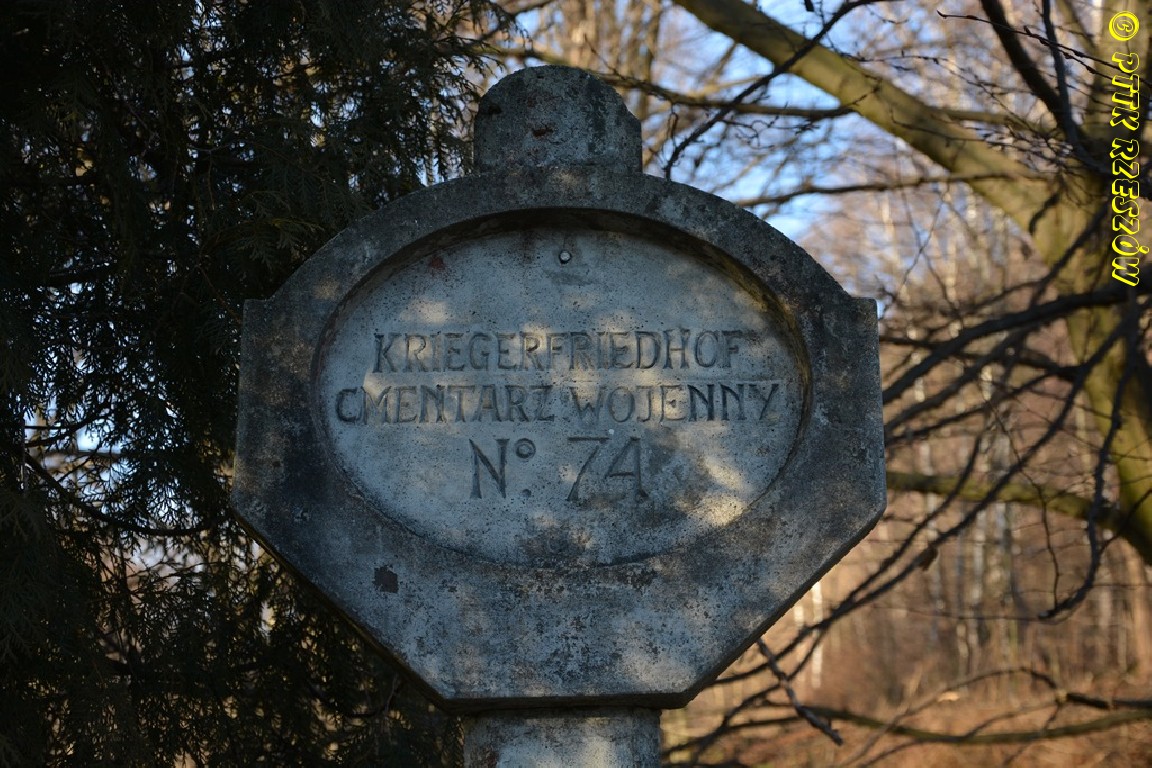 KRIEGERFRIEDHOF
CMENTARZ WOJENNY
N° 74
© PTTK RZESZÓW